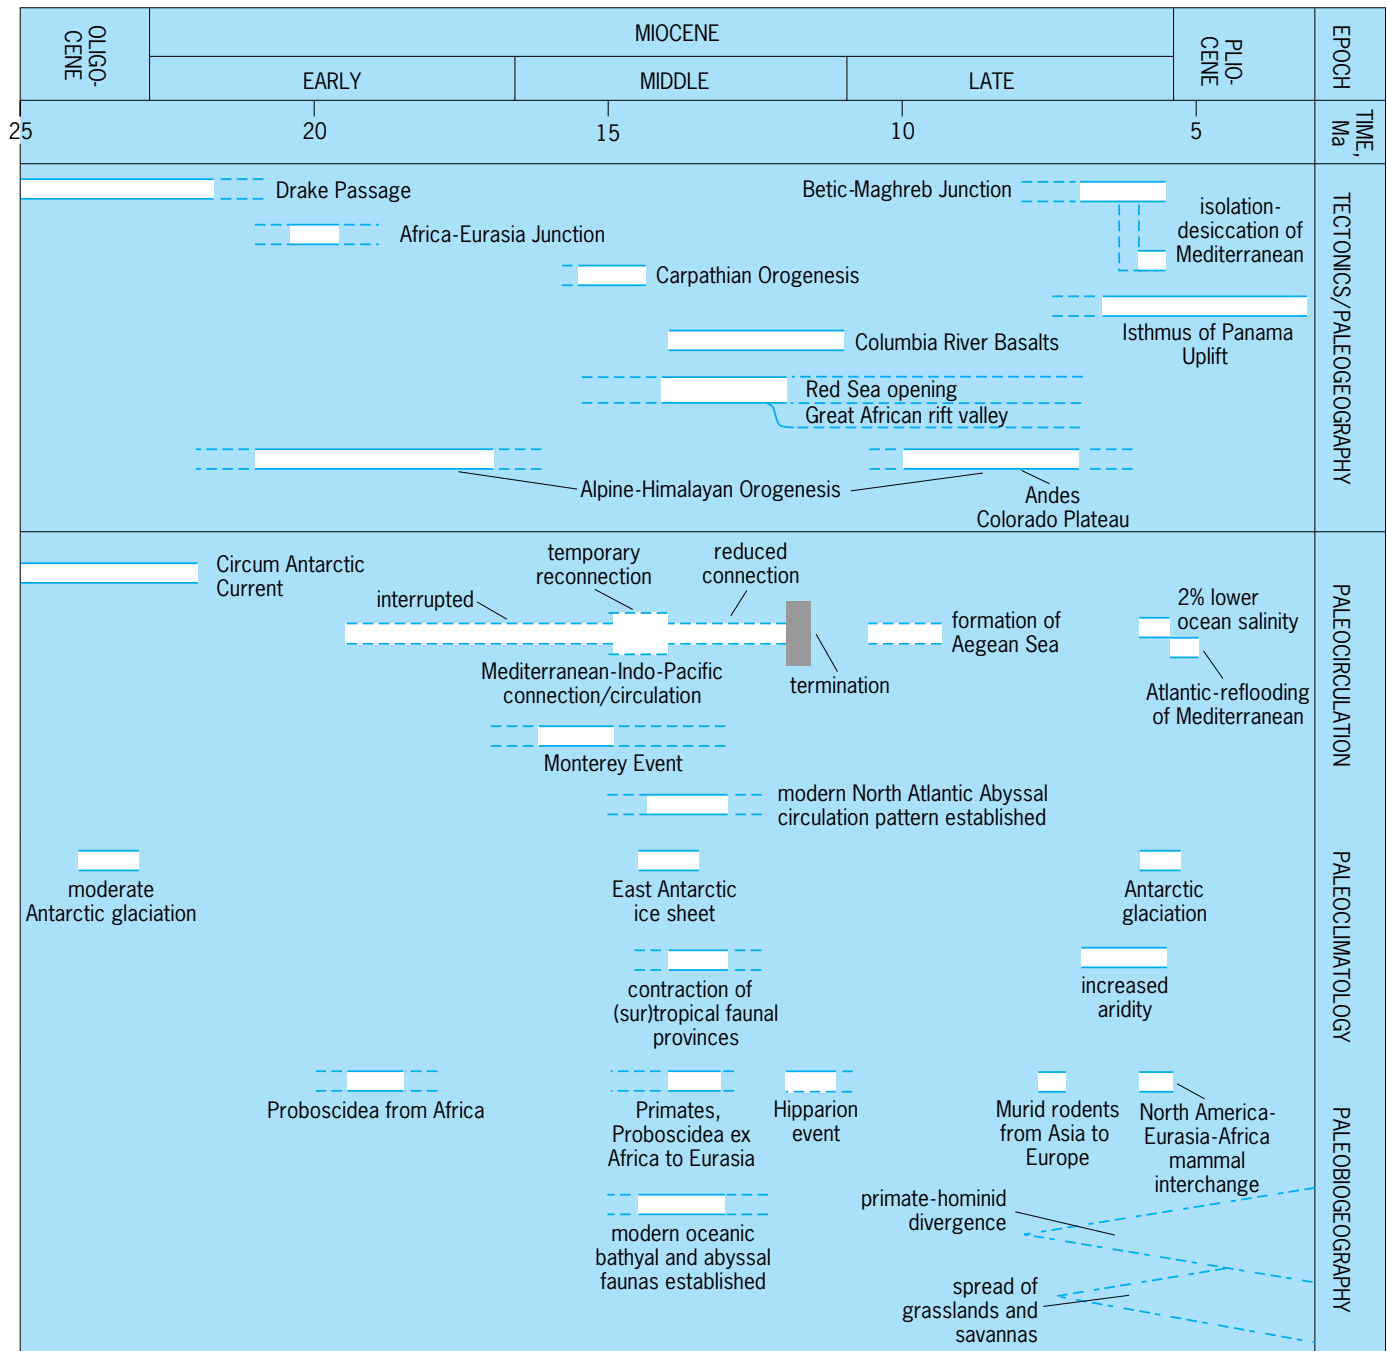 OLIGO-
CENE
MIOCENE
EARLY
MIDDLE
LATE
PLIO-
CENE
EPOCH
25
20
15
10
5
TIME,
Ma
Drake Passage
Africa-Eurasia Junction
Carpathian Orogenesis
Betic-Maghreb Junction
isolation-
desiccation of
Mediterranean
Isthmus of Panama
Uplift
Columbia River Basalts
Red Sea opening
Great African rift valley
Alpine-Himalayan Orogenesis
Andes
Colorado Plateau
TECTONICS/PALEOGEOGRAPHY
Circum Antarctic
Current
interrupted
temporary
reconnection
reduced
connection
Mediterranean-Indo-Pacific
connection/circulation
termination
formation of
Aegean Sea
2% lower
ocean salinity
Atlantic-reflooding
of Mediterranean
Monterey Event
modern North Atlantic Abyssal
circulation pattern established
PALEOCIRCULATION
moderate
Antarctic glaciation
East Antarctic
ice sheet
Antarctic
glaciation
contraction of
(sur)tropical faunal
provinces
increased
aridity
PALEOCLIMATOLOGY
Proboscidea from Africa
Primates,
Proboscidea ex
Africa to Eurasia
Hipparion
event
Murid rodents
from Asia to
Europe
North America-
Eurasia-Africa
mammal
interchange
modern oceanic
bathyal and abyssal
faunas established
primate-hominid
divergence
spread of
grasslands and
savannas
PALEOBIOGEOGRAPHY